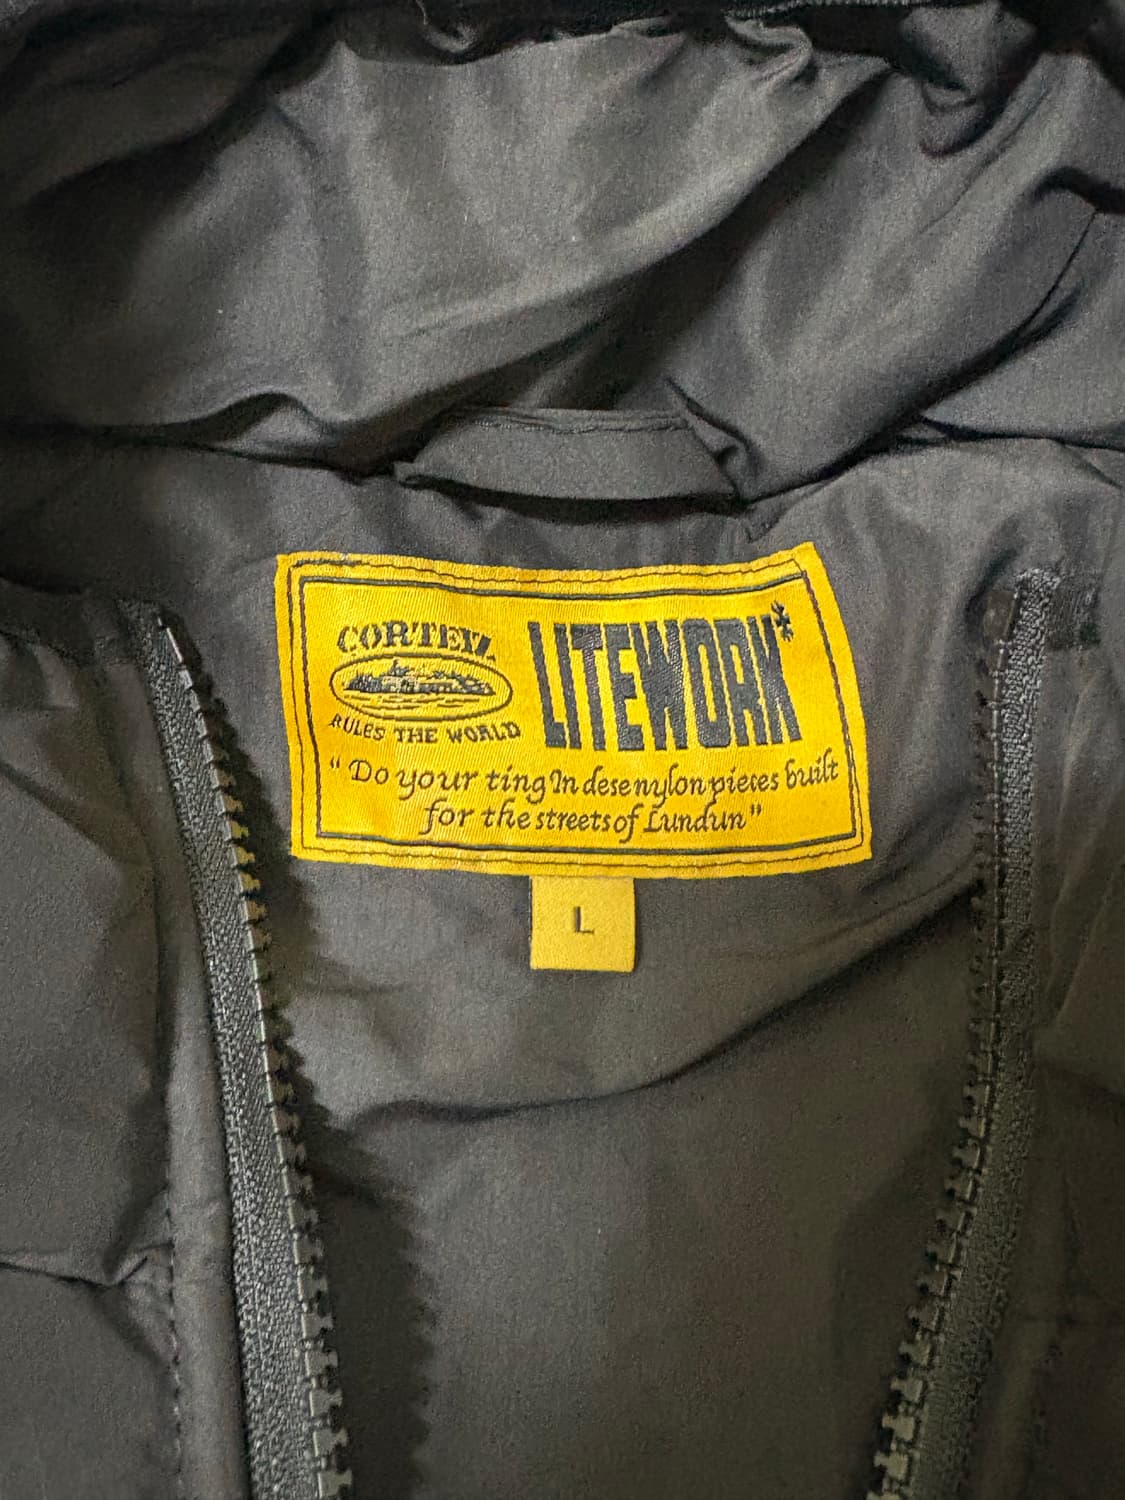 CORTEIZ
RULES THE WORLD
LITEWORK*
“Do your ting In dese nylon pieces built
for the streets of Lundun”
L